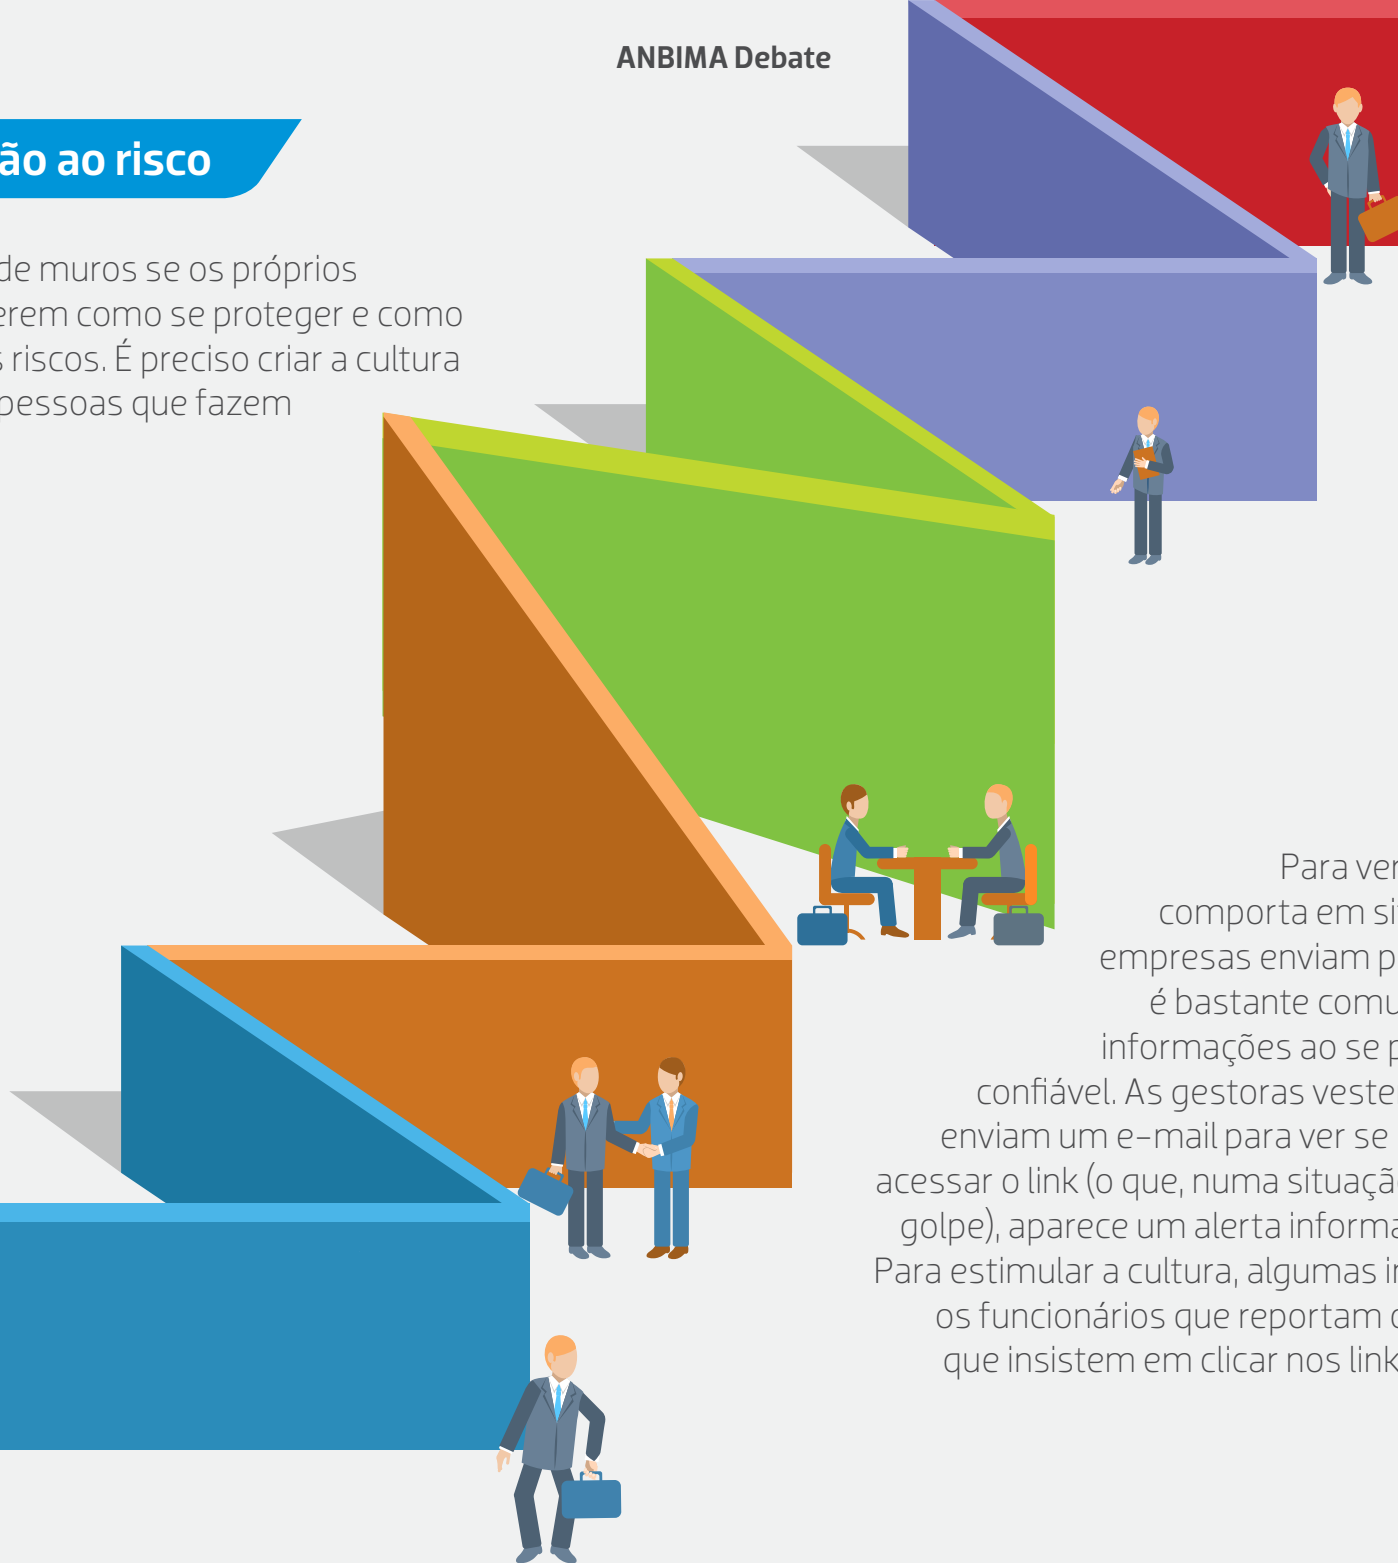 ANBIMA Debate
ão ao risco
de muros se os próprios
erem como se proteger e como
s riscos. É preciso criar a cultura
pessoas que fazem
Para ver
comporta em si
empresas enviam p
é bastante comu
informações ao se p
confiável. As gestoras veste
enviam um e-mail para ver se
acessar o link (o que, numa situaçã
golpe), aparece um alerta informa
Para estimular a cultura, algumas i
os funcionários que reportam
que insistem em clicar nos link